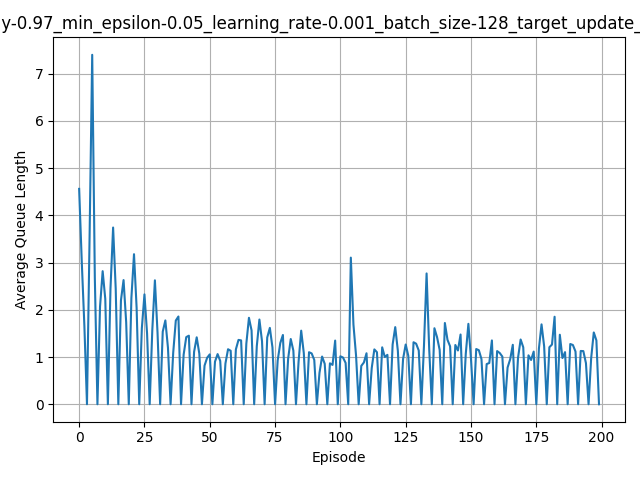 y-0.97_min_epsilon-0.05_learning_rate-0.001_batch_size-128_target_update_
Average Queue Length
7
6
5
4
3
2
1
0
0 25 50 75 100 125 150 175 200
Episode